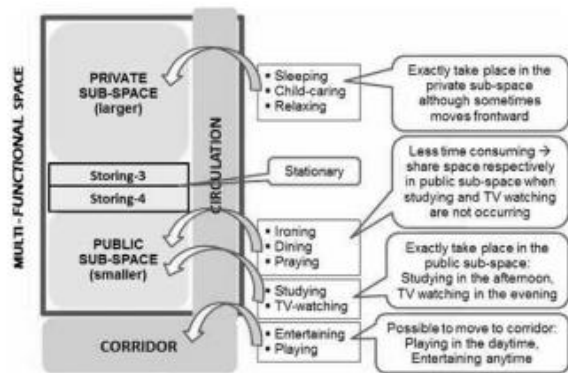 MULTI-FUNCTIONAL SPACE
PRIVATE
SUB-SPACE
(larger)
Storing-3
Storing-4
PUBLIC
SUB-SPACE
(smaller)
CIRCULATION
CORRIDOR
• Sleeping
• Child-caring
• Relaxing
Stationary
• Ironing
• Dining
• Praying
• Studying
• TV-watching
• Entertaining
• Playing
Exactly take place in the
private sub-space
although sometimes
moves frontward
Less time consuming →
share space respectively
in public sub-space when
studying and TV watching
are not occurring
Exactly take place in the
public sub-space:
Studying in the afternoon,
TV watching in the evening
Possible to move to corridor:
Playing in the daytime,
Entertaining anytime